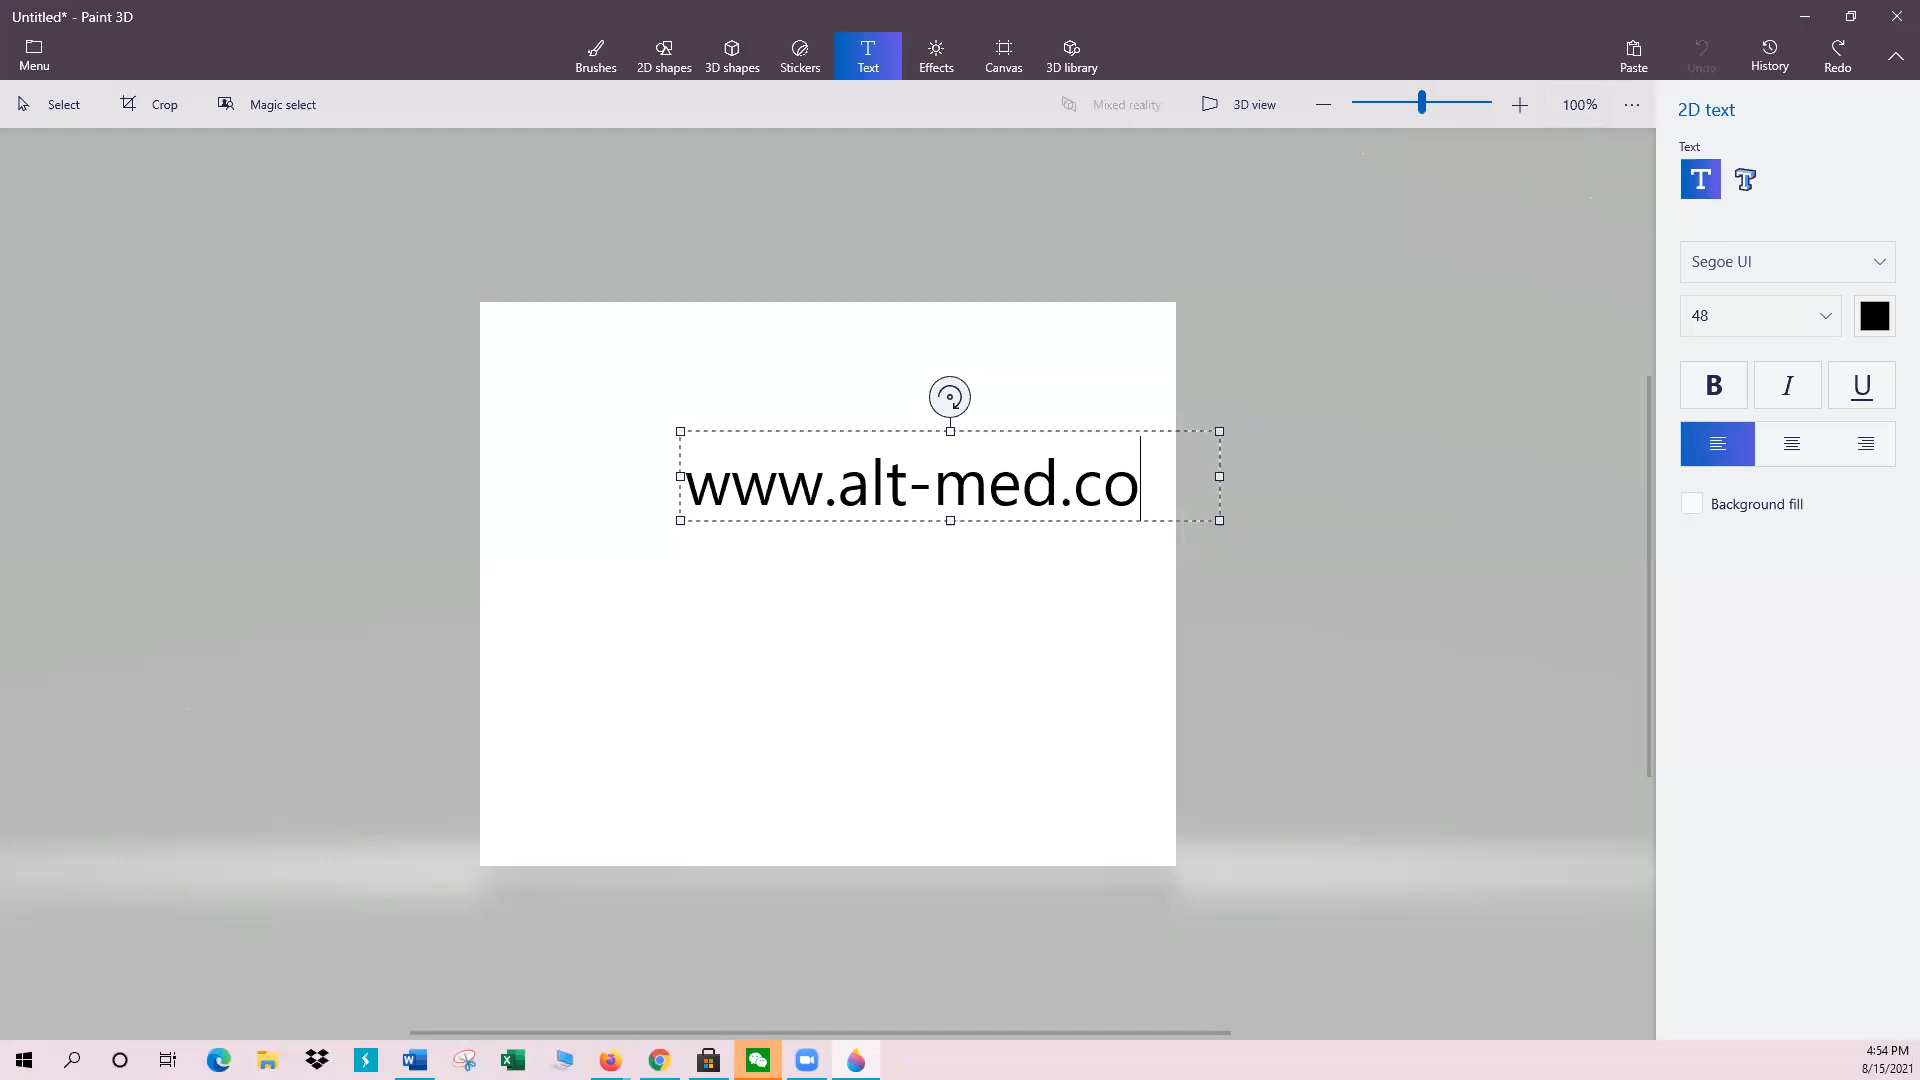 Untitled* - Paint 3D
Menu
Brushes
2D shapes
3D shapes
Stickers
Text
Effects
Canvas
3D library
Paste
Undo
History
Redo
Select
Crop
Magic select
Mixed reality
3D view
100%
2D text
Text
Segoe UI
48
B
I
U
Background fill
www.alt-med.co
4:54 PM
8/15/2021